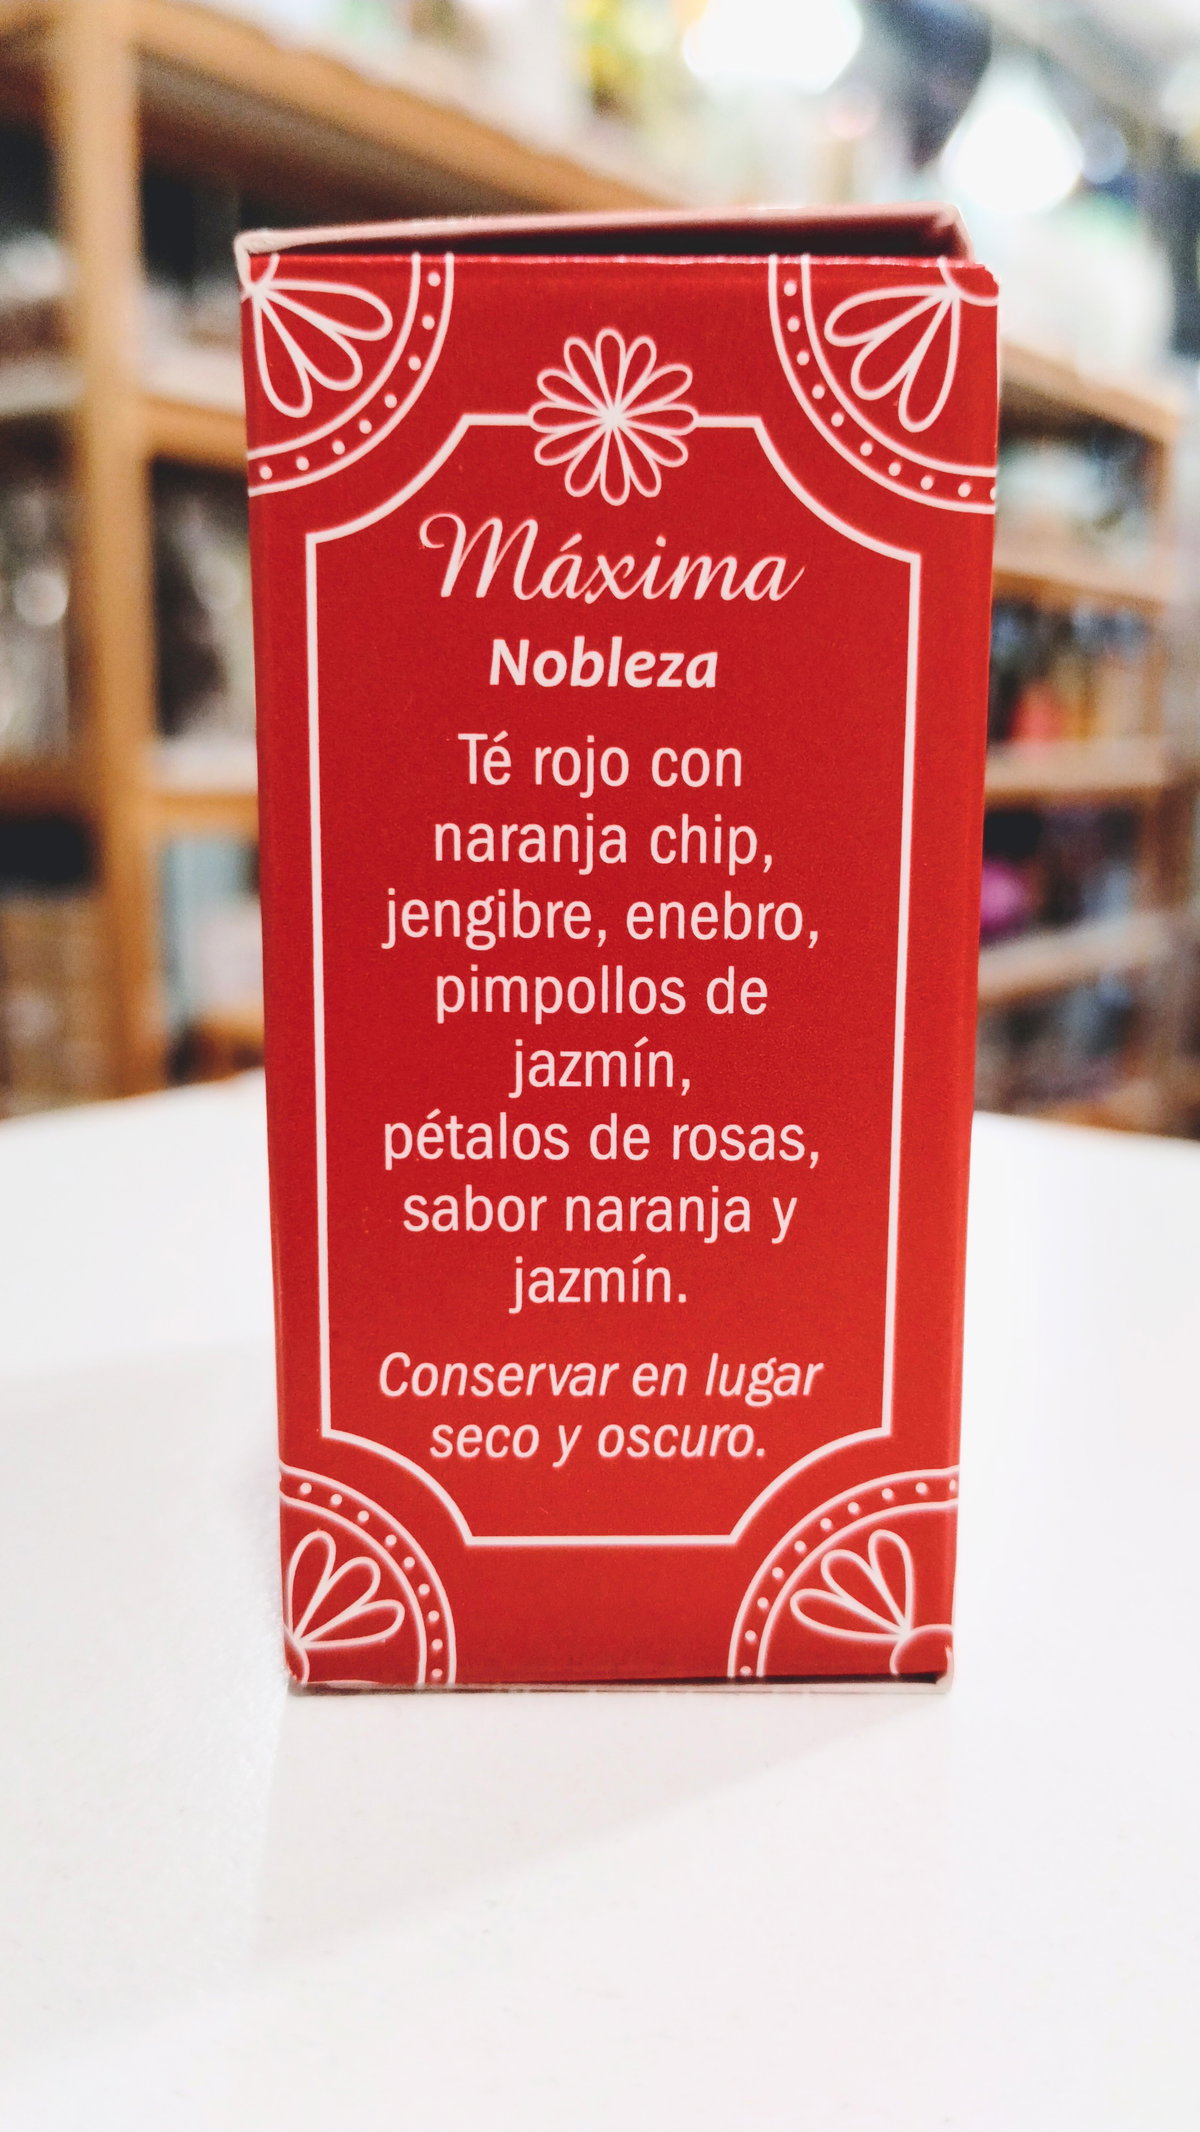 Máxima
Nobleza
Té rojo con
naranja chip,
jengibre, enebro,
pimpollos de
jazmín,
pétalos de rosas,
sabor naranja y
jazmín.
Conservar en lugar
seco y oscuro.